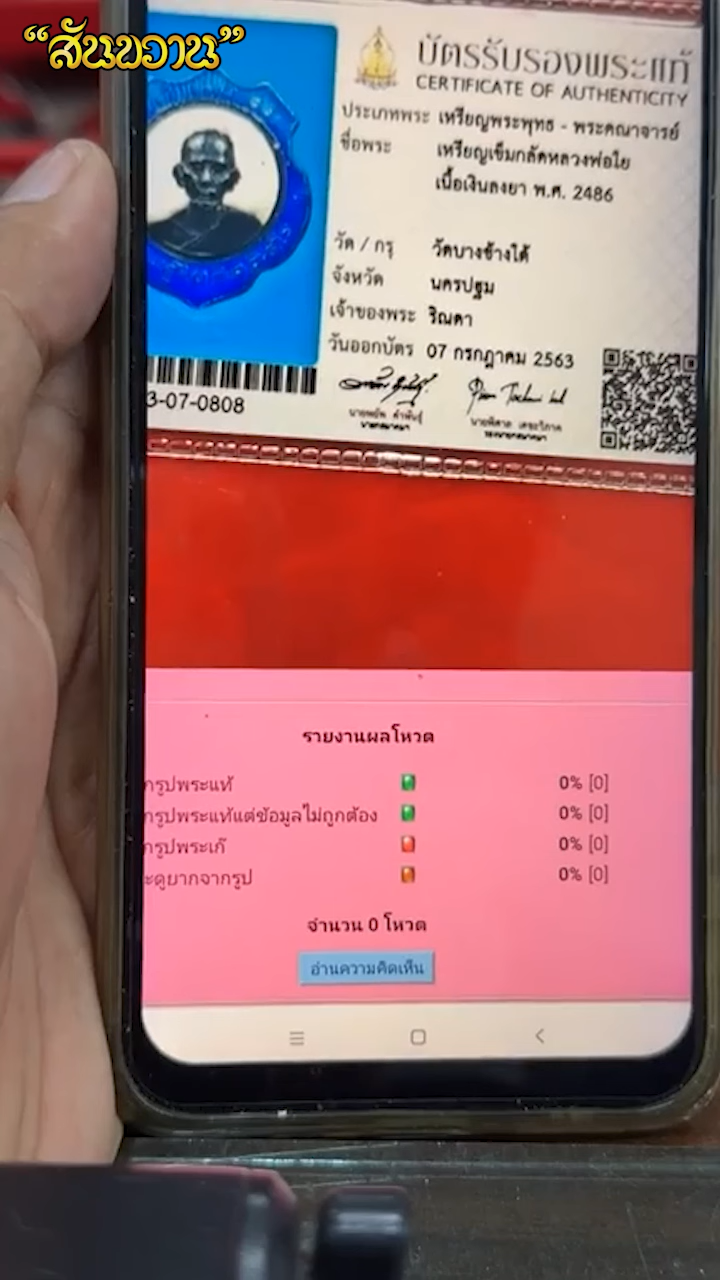 “สันขวาน”
บัตรรับรองพระแท้
CERTIFICATE OF AUTHENTICITY
ประเภทพระ เหรียญพระพุทธ - พระคณาจารย์
ชื่อพระ เหรียญเข็มกลัดหลวงพ่อใย
เนื้อเงินลงยา พ.ศ. 2486
วัด / กรุ วัดบางช้างใต้
จังหวัด นครปฐม
เจ้าของพระ ริณดา
วันออกบัตร 07 กรกฎาคม 2563
3-07-0808
รายงานผลโหวต
กรูปพระแท้ 0% [0]
กรูปพระแท้แต่ข้อมูลไม่ถูกต้อง 0% [0]
กรูปพระเก๊ 0% [0]
ะดูยากจากรูป 0% [0]
จำนวน 0 โหวต
อ่านความคิดเห็น